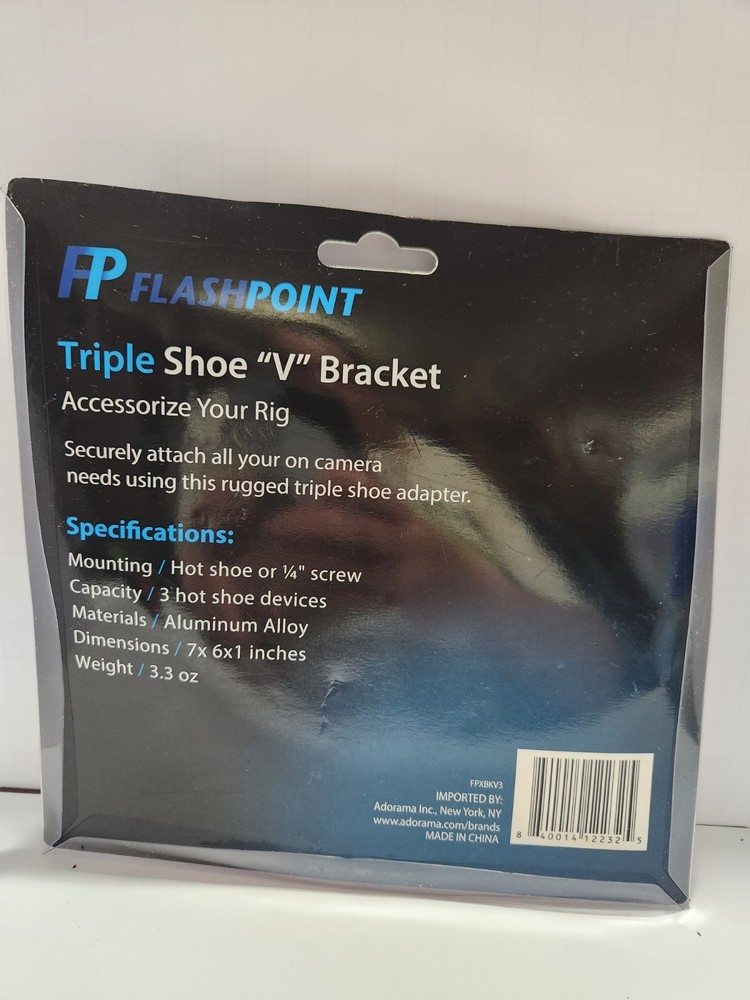 FP FLASHPOINT
Triple Shoe “V” Bracket
Accessorize Your Rig
Securely attach all your on camera
needs using this rugged triple shoe adapter.
Specifications:
Mounting / Hot shoe or ¼" screw
Capacity / 3 hot shoe devices
Materials / Aluminum Alloy
Dimensions / 7x 6x1 inches
Weight / 3.3 oz
FPXBKV3
IMPORTED BY:
Adorama Inc., New York, NY
www.adorama.com/brands
MADE IN CHINA
8 40014 12232 5